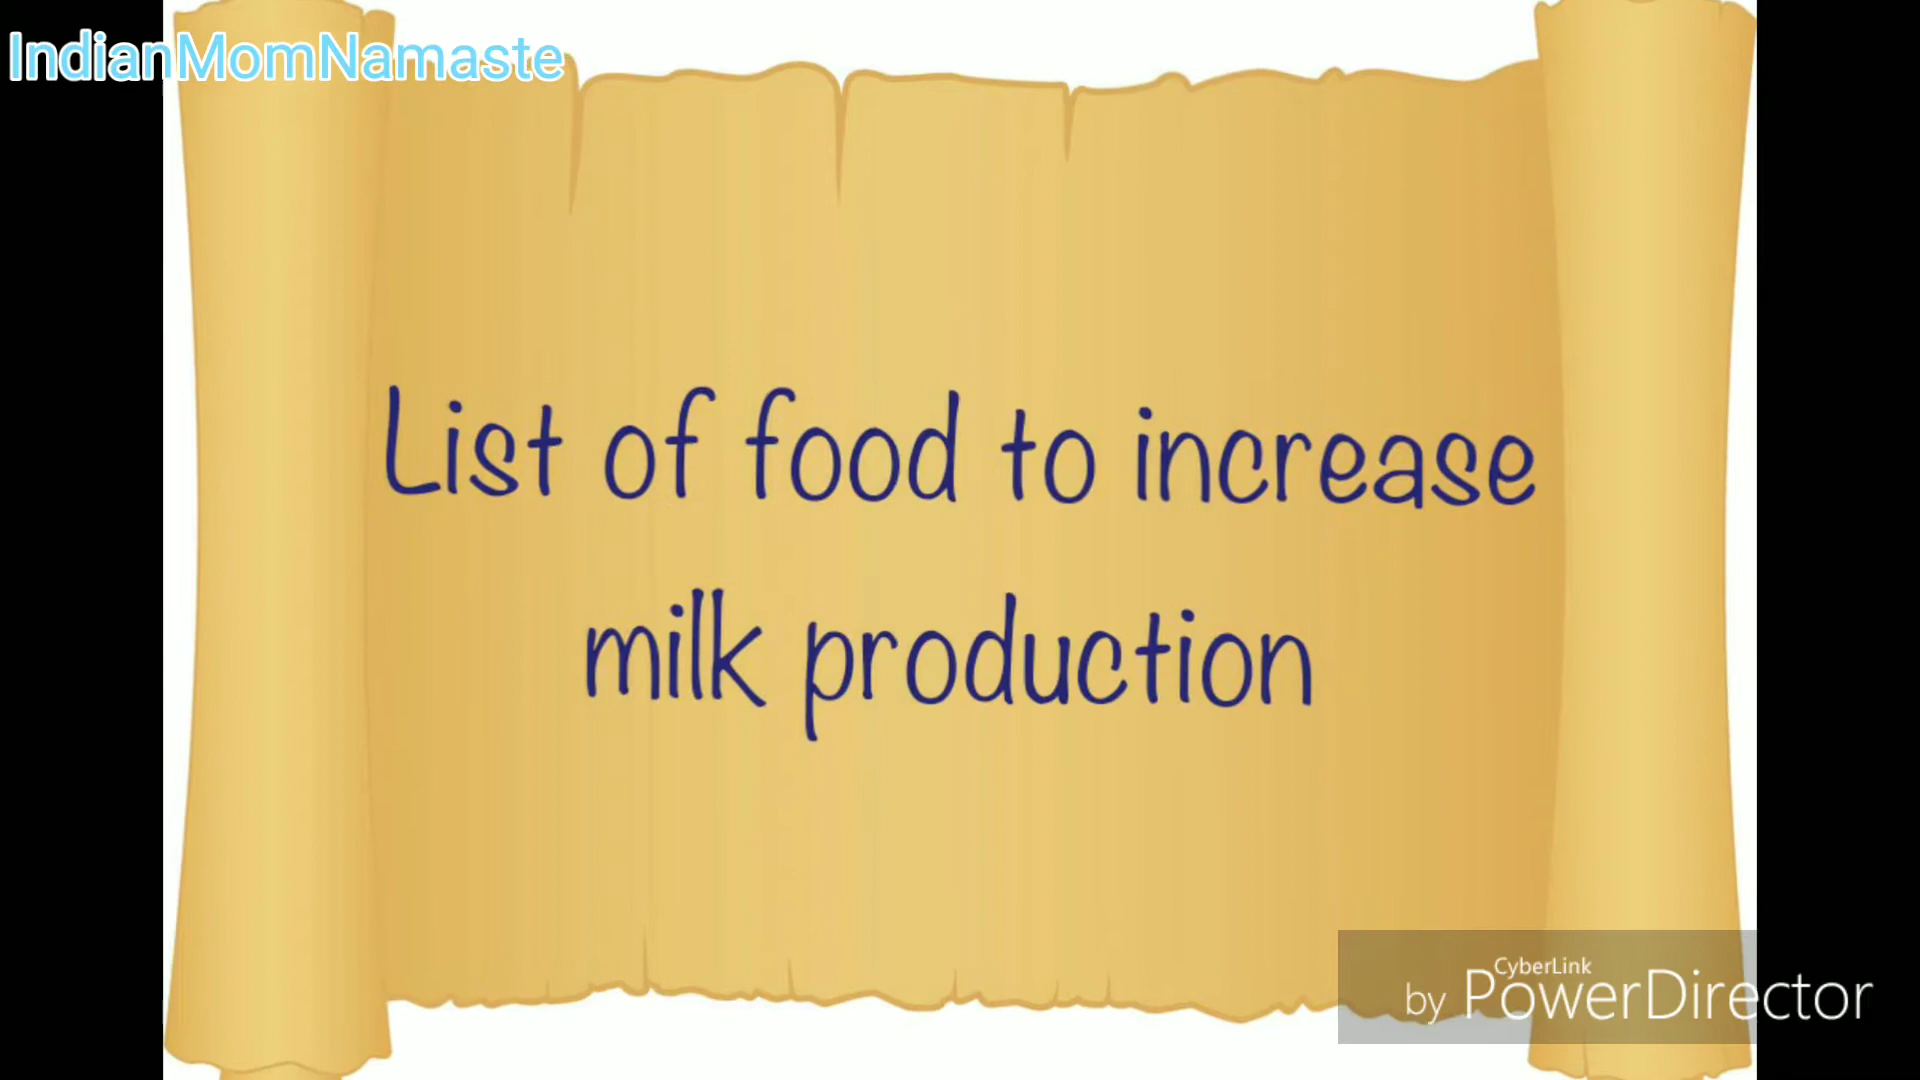 IndianMomNamaste
List of food to increase
milk production
CyberLink
by PowerDirector